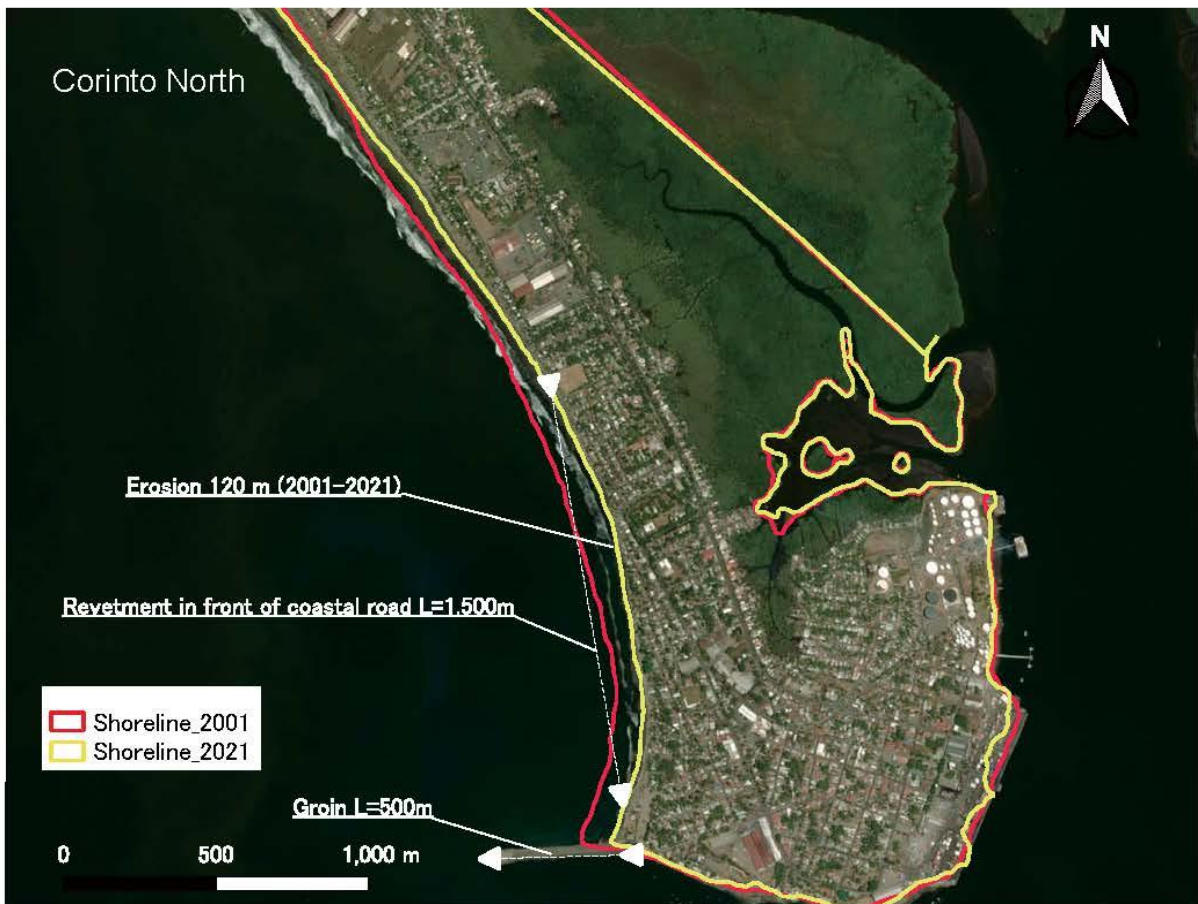 Corinto North
N
Erosion 120 m (2001-2021)
Revetment in front of coastal road L=1.500m
Shoreline_2001
Shoreline_2021
Groin L=500m
0 500 1,000 m